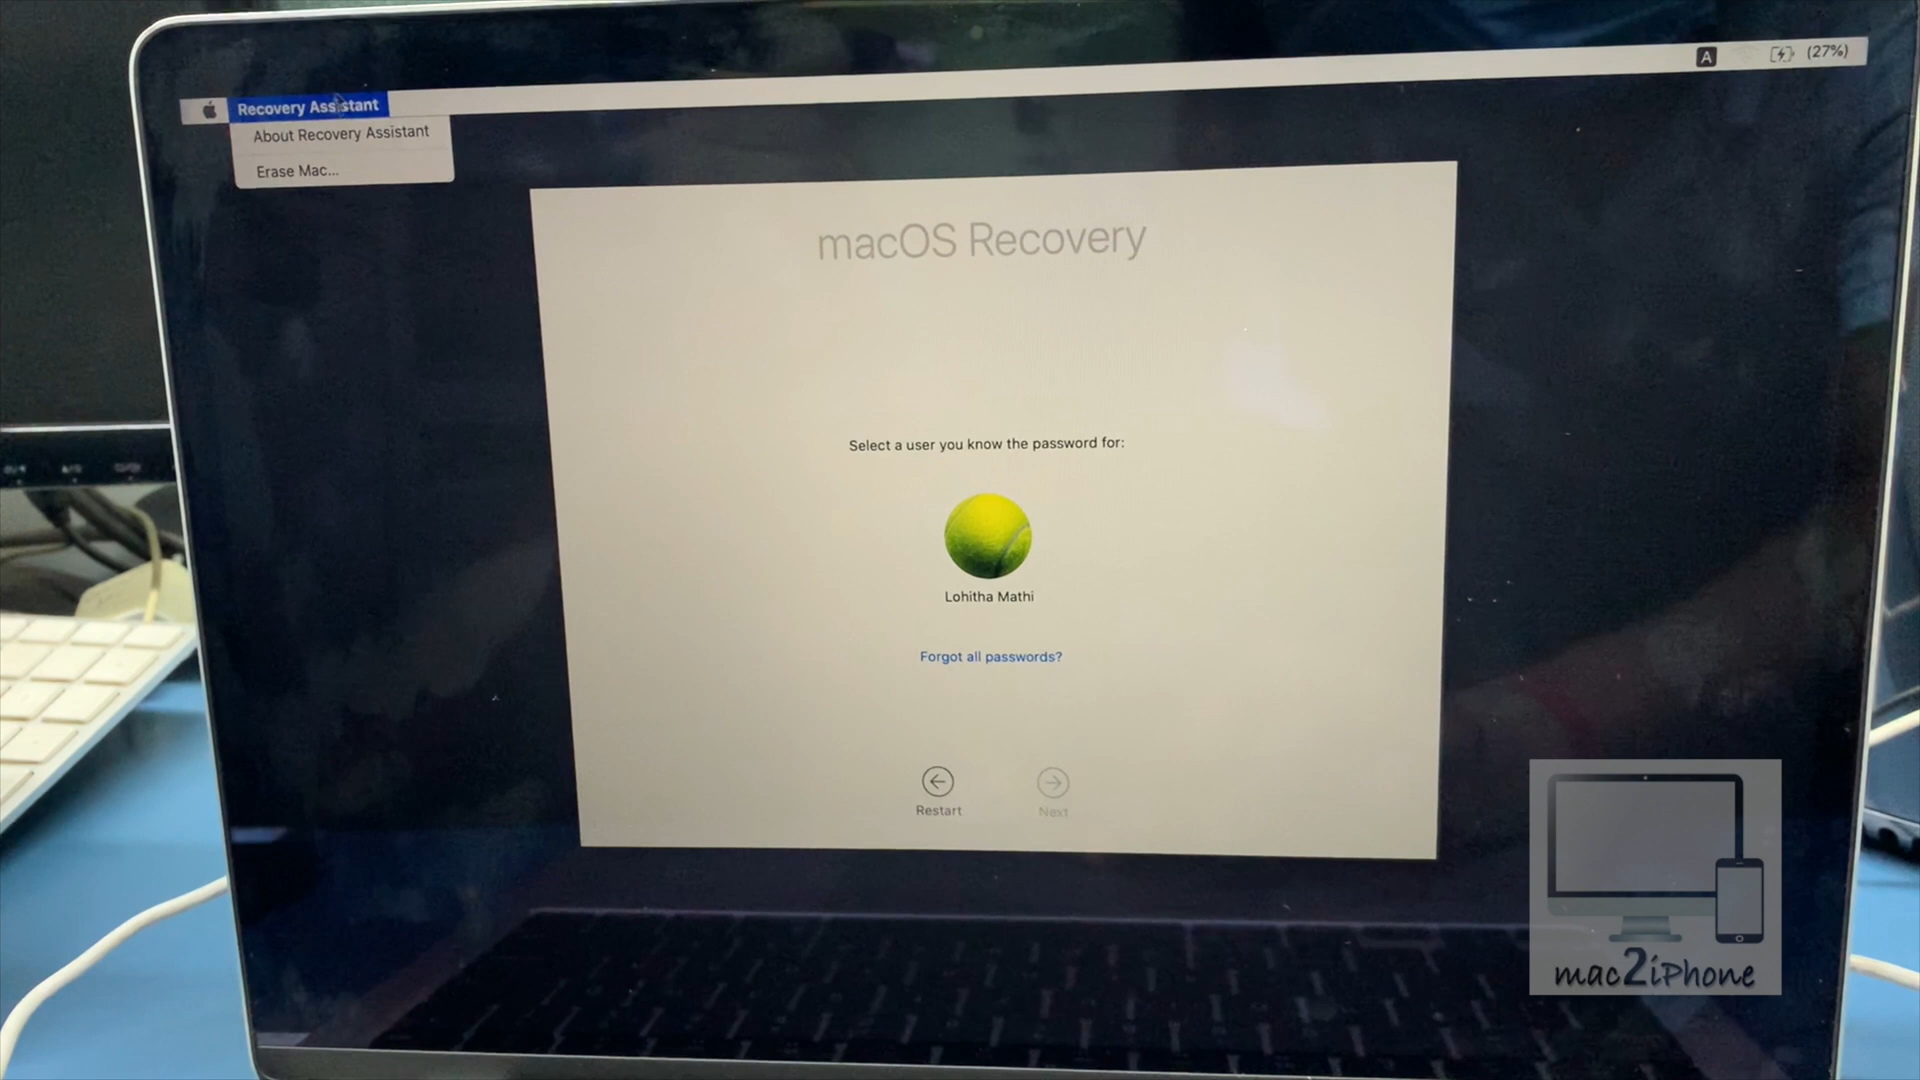 Recovery Assistant
A
(27%)
About Recovery Assistant
Erase Mac...
macOS Recovery
Select a user you know the password for:
Lohitha Mathi
Forgot all passwords?
Restart
Next
mac2iPhone